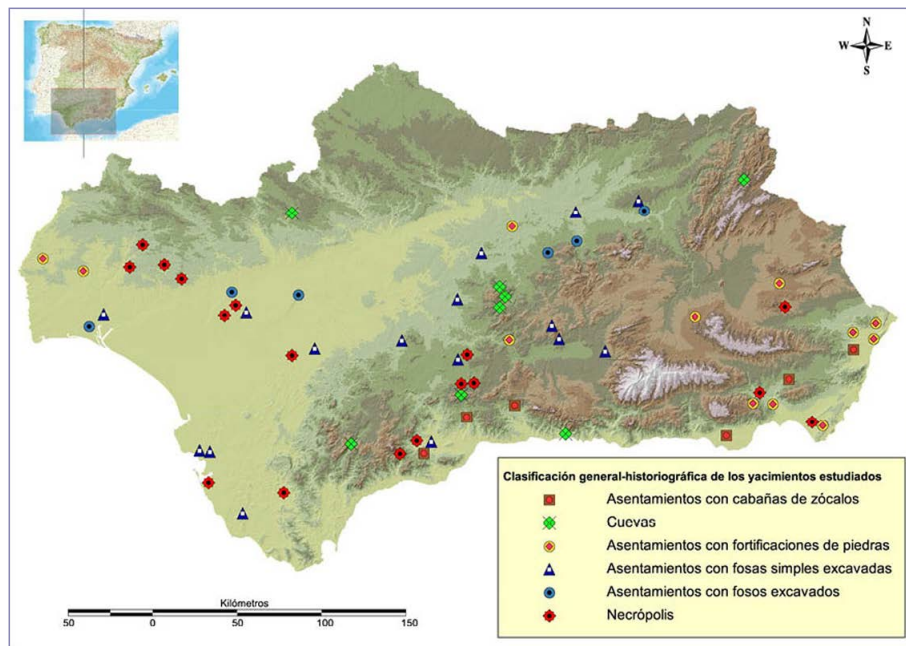 N
W E
S
Clasificación general-historiográfica de los yacimientos estudiados
Asentamientos con cabañas de zócalos
Cuevas
Asentamientos con fortificaciones de piedras
Asentamientos con fosas simples excavadas
Asentamientos con fosos excavados
Necrópolis
Kilómetros
50 0 50 100 150